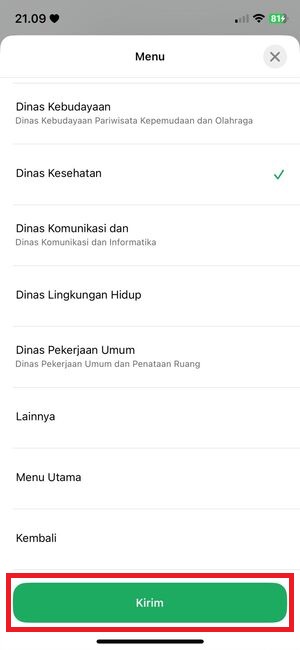 21.09
81
Menu
Dinas Kebudayaan
Dinas Kebudayaan Pariwisata Kepemudaan dan Olahraga
Dinas Kesehatan
Dinas Komunikasi dan
Dinas Komunikasi dan Informatika
Dinas Lingkungan Hidup
Dinas Pekerjaan Umum
Dinas Pekerjaan Umum dan Penataan Ruang
Lainnya
Menu Utama
Kembali
Kirim